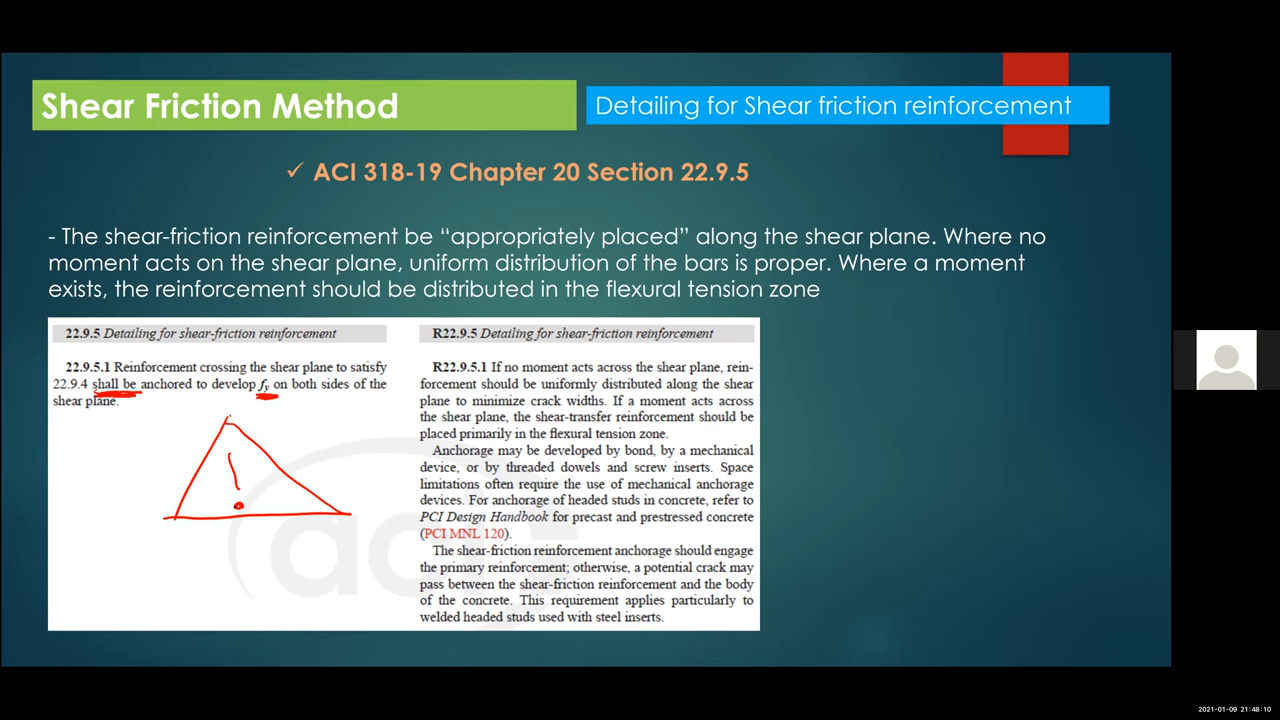 Shear Friction Method
Detailing for Shear friction reinforcement
✓ ACI 318-19 Chapter 20 Section 22.9.5
- The shear-friction reinforcement be “appropriately placed” along the shear plane. Where no
moment acts on the shear plane, uniform distribution of the bars is proper. Where a moment
exists, the reinforcement should be distributed in the flexural tension zone
22.9.5 Detailing for shear-friction reinforcement
22.9.5.1 Reinforcement crossing the shear plane to satisfy
22.9.4 shall be anchored to develop fy on both sides of the
shear plane.
!
R22.9.5 Detailing for shear-friction reinforcement
R22.9.5.1 If no moment acts across the shear plane, rein-
forcement should be uniformly distributed along the shear
plane to minimize crack widths. If a moment acts across
the shear plane, the shear-transfer reinforcement should be
placed primarily in the flexural tension zone.
Anchorage may be developed by bond, by a mechanical
device, or by threaded dowels and screw inserts. Space
limitations often require the use of mechanical anchorage
devices. For anchorage of headed studs in concrete, refer to
PCI Design Handbook for precast and prestressed concrete
(PCI MNL 120).
The shear-friction reinforcement anchorage should engage
the primary reinforcement; otherwise, a potential crack may
pass between the shear-friction reinforcement and the body
of the concrete. This requirement applies particularly to
welded headed studs used with steel inserts.
aci
2021-01-09 21:48:10